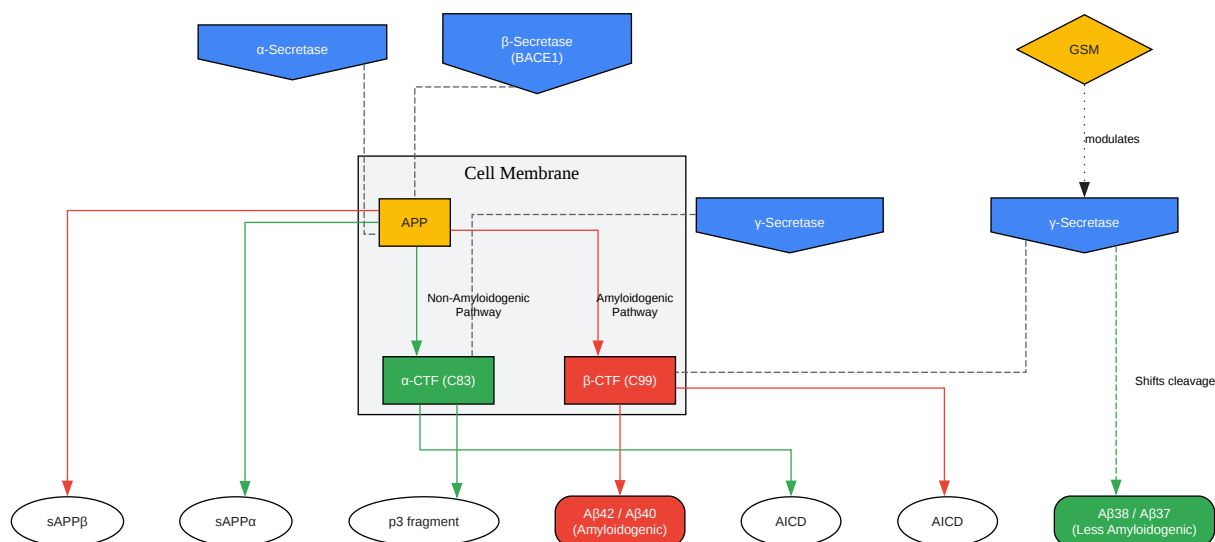 α-Secretase
β-Secretase
(BACE1)
GSM
modulates
Cell Membrane
APP
γ-Secretase
γ-Secretase
Non-Amyloidogenic
Pathway
Amyloidogenic
Pathway
α-CTF (C83)
β-CTF (C99)
Shifts cleavage
sAPPβ
sAPPα
p3 fragment
Aβ42 / Aβ40
(Amyloidogenic)
AICD
AICD
Aβ38 / Aβ37
(Less Amyloidogenic)